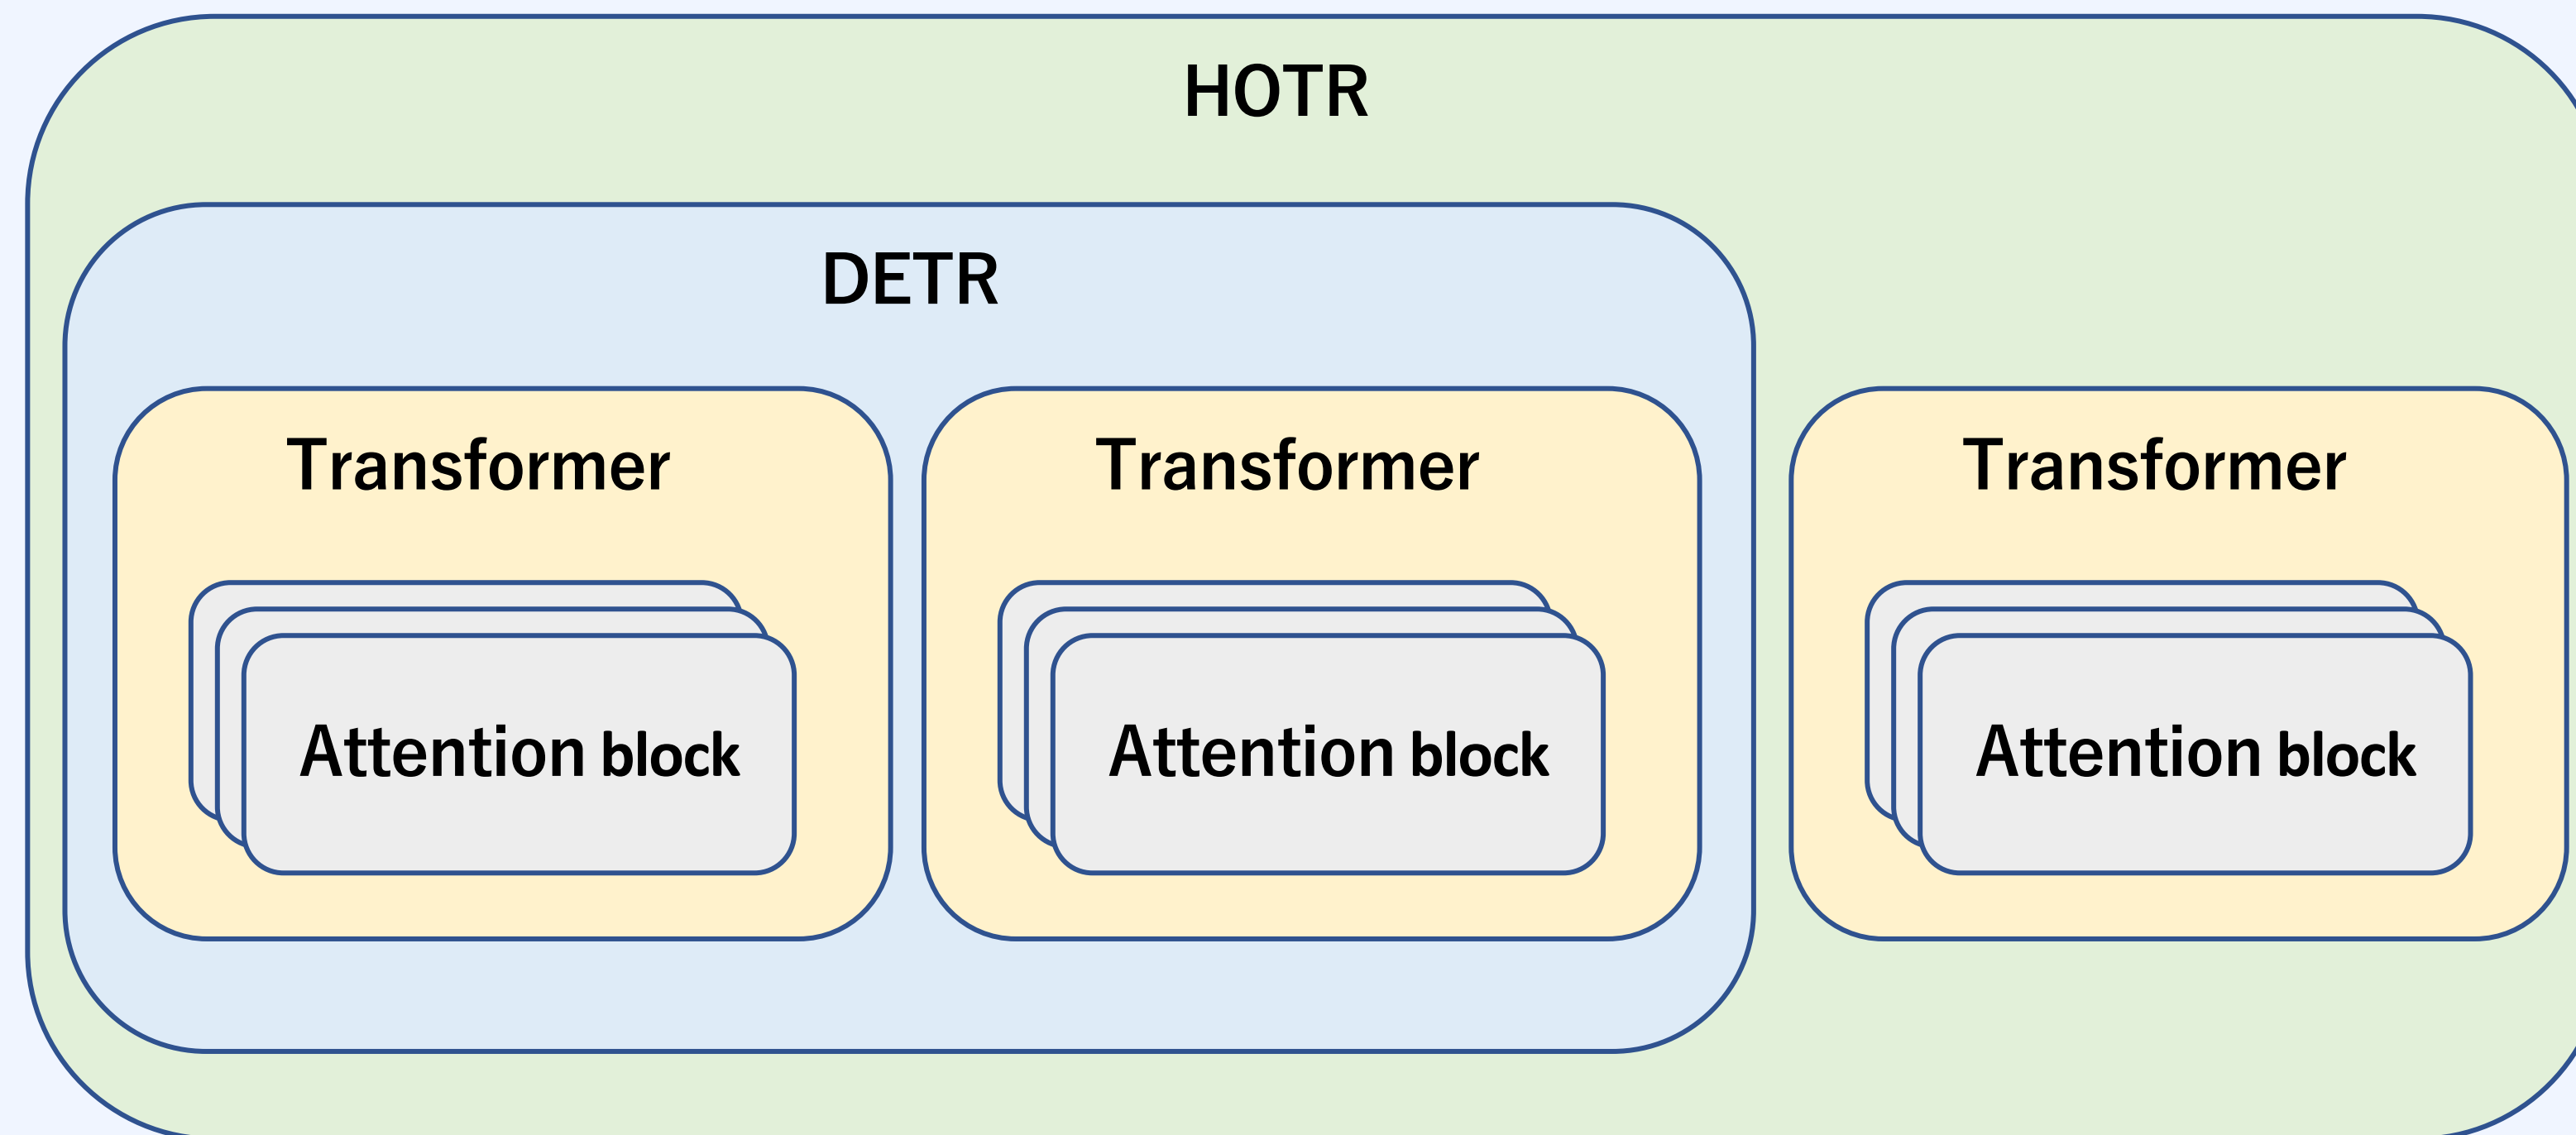 HOTR
DETR
Transformer
Transformer
Transformer
Attention block
Attention block
Attention block